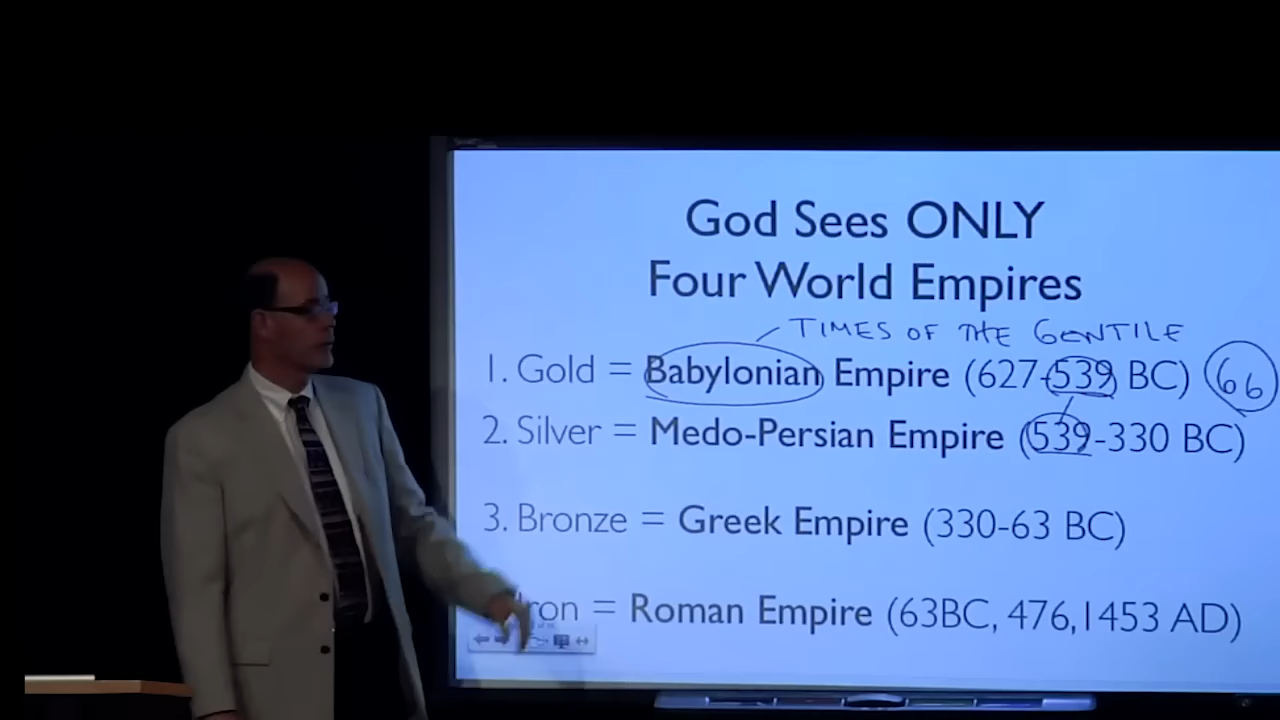 God Sees ONLY
Four World Empires
TIMES OF THE GENTILE
1. Gold = Babylonian Empire (627-539 BC) 66
2. Silver = Medo-Persian Empire (539-330 BC)
3. Bronze = Greek Empire (330-63 BC)
Iron = Roman Empire (63BC, 476,1453 AD)